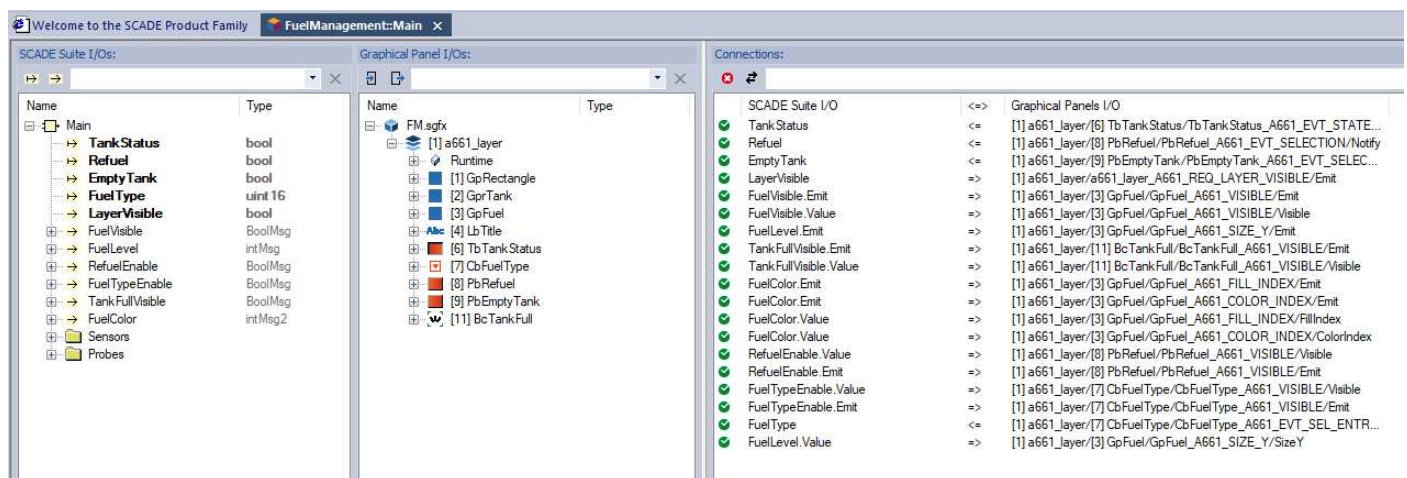 Welcome to the SCADE Product Family
FuelManagement::Main
SCADE Suite I/Os:
Name Type
Main
TankStatus bool
Refuel bool
EmptyTank bool
FuelType uint16
LayerVisible bool
FuelVisible BoolMsg
FuelLevel intMsg
RefuelEnable BoolMsg
FuelTypeEnable BoolMsg
TankFullVisible BoolMsg
FuelColor intMsg2
Sensors
Probes
Graphical Panel I/Os:
Name Type
FM.sgfx
[1] a661_layer
Runtime
[1] GpRectangle
[2] GprTank
[3] GpFuel
Abc [4] LbTitle
[6] TbTankStatus
[7] CbFuelType
[8] PbRefuel
[9] PbEmptyTank
[11] BcTankFull
Connections:
SCADE Suite I/O <=> Graphical Panels I/O
TankStatus <= [1] a661_layer/[6] TbTankStatus/TbTankStatus_A661_EVT_STATE...
Refuel <= [1] a661_layer/[8] PbRefuel/PbRefuel_A661_EVT_SELECTION/Notify
EmptyTank <= [1] a661_layer/[9] PbEmptyTank/PbEmptyTank_A661_EVT_SELEC...
LayerVisible => [1] a661_layer/a661_layer_A661_REQ_LAYER_VISIBLE/Emit
FuelVisible.Emit => [1] a661_layer/[3] GpFuel/GpFuel_A661_VISIBLE/Emit
FuelVisible.Value => [1] a661_layer/[3] GpFuel/GpFuel_A661_VISIBLE/Visible
FuelLevel.Emit => [1] a661_layer/[3] GpFuel/GpFuel_A661_SIZE_Y/Emit
TankFullVisible.Emit => [1] a661_layer/[11] BcTankFull/BcTankFull_A661_VISIBLE/Emit
TankFullVisible.Value => [1] a661_layer/[11] BcTankFull/BcTankFull_A661_VISIBLE/Visible
FuelColor.Emit => [1] a661_layer/[3] GpFuel/GpFuel_A661_FILL_INDEX/Emit
FuelColor.Emit => [1] a661_layer/[3] GpFuel/GpFuel_A661_COLOR_INDEX/Emit
FuelColor.Value => [1] a661_layer/[3] GpFuel/GpFuel_A661_FILL_INDEX/FillIndex
FuelColor.Value => [1] a661_layer/[3] GpFuel/GpFuel_A661_COLOR_INDEX/ColorIndex
RefuelEnable.Value => [1] a661_layer/[8] PbRefuel/PbRefuel_A661_VISIBLE/Visible
RefuelEnable.Emit => [1] a661_layer/[8] PbRefuel/PbRefuel_A661_VISIBLE/Emit
FuelTypeEnable.Value => [1] a661_layer/[7] CbFuelType/CbFuelType_A661_VISIBLE/Visible
FuelTypeEnable.Emit => [1] a661_layer/[7] CbFuelType/CbFuelType_A661_VISIBLE/Emit
FuelType <= [1] a661_layer/[7] CbFuelType/CbFuelType_A661_EVT_SEL_ENTR...
FuelLevel.Value => [1] a661_layer/[3] GpFuel/GpFuel_A661_SIZE_Y/SizeY